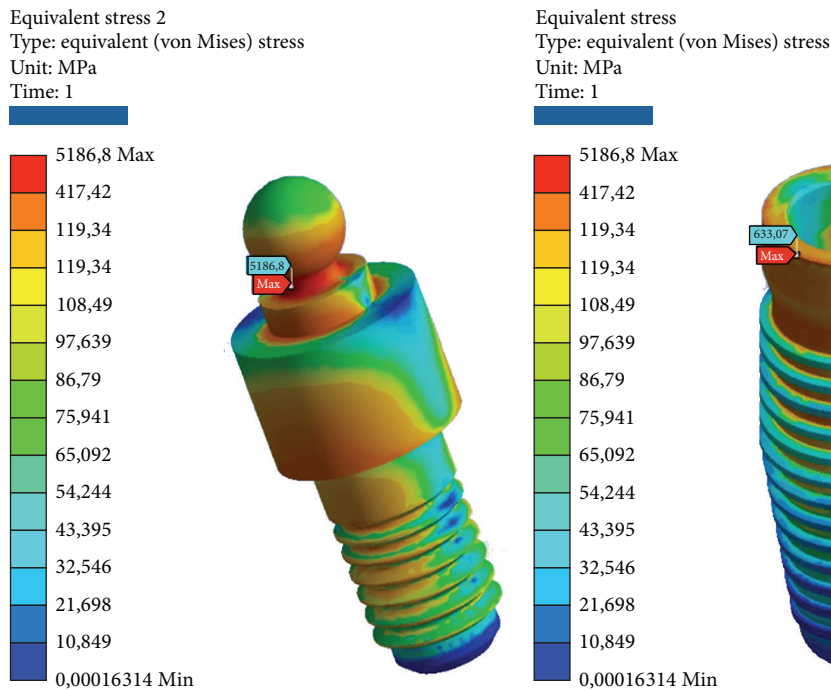 Equivalent stress 2
Type: equivalent (von Mises) stress
Unit: MPa
Time: 1
5186,8 Max
417,42
119,34
119,34
108,49
97,639
86,79
75,941
65,092
54,244
43,395
32,546
21,698
10,849
0,00016314 Min
5186,8
Max
Equivalent stress
Type: equivalent (von Mises) stress
Unit: MPa
Time: 1
5186,8 Max
417,42
119,34
119,34
108,49
97,639
86,79
75,941
65,092
54,244
43,395
32,546
21,698
10,849
0,00016314 Min
633,07
Max